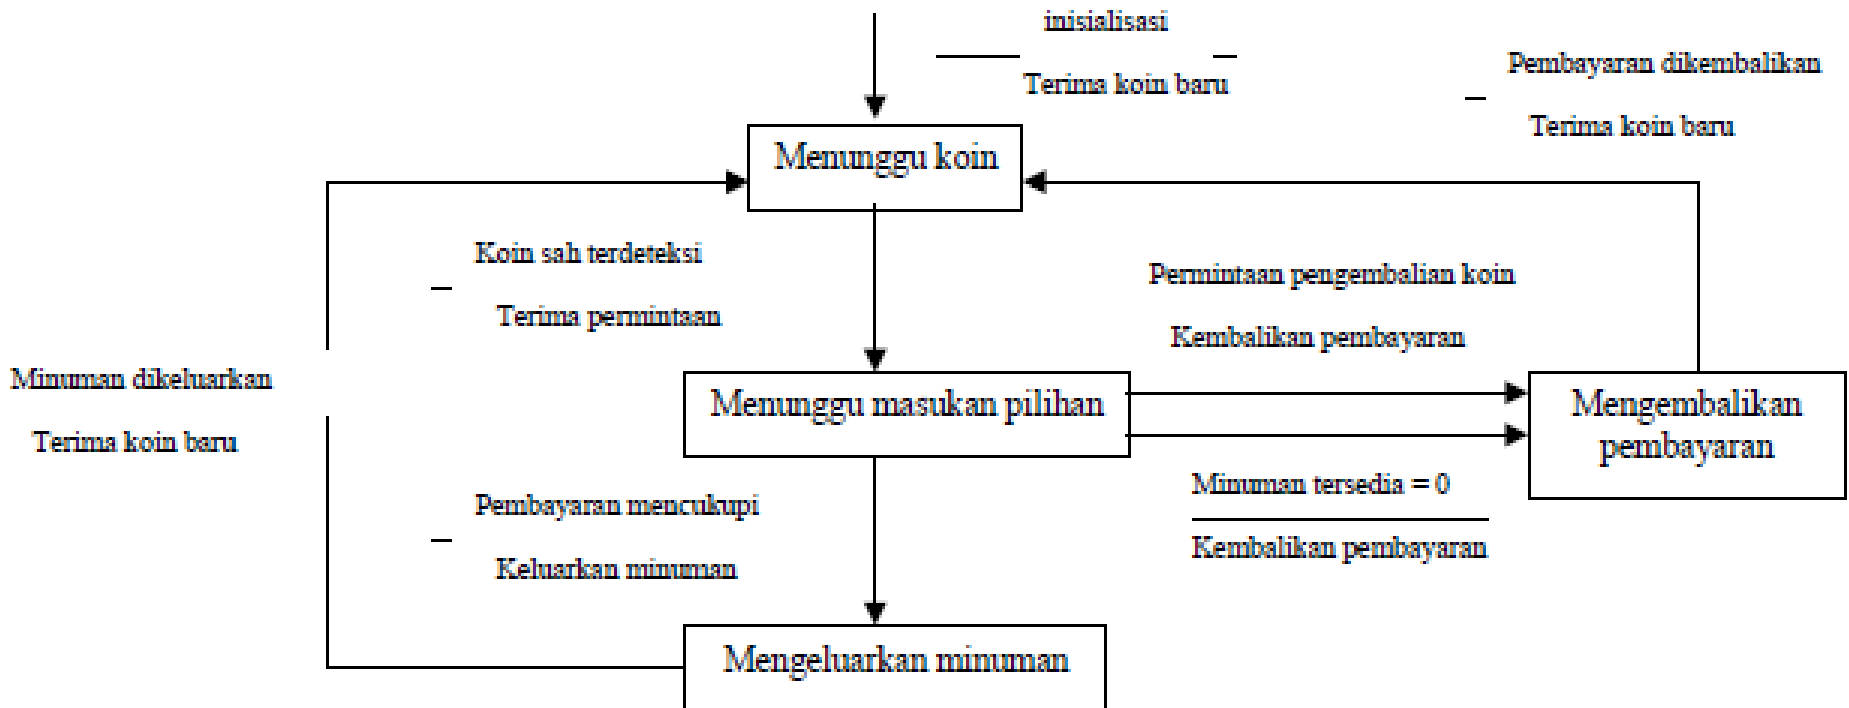 inisialisasi
Terima koin baru
Pembayaran dikembalikan
Terima koin baru
Menunggu koin
Koin sah terdeteksi
Terima permintaan
Permintaan pengembalian koin
Kembalikan pembayaran
Minuman dikeluarkan
Terima koin baru
Menunggu masukan pilihan
Mengembalikan
pembayaran
Pembayaran mencukupi
Keluarkan minuman
Minuman tersedia = 0
Kembalikan pembayaran
Mengeluarkan minuman